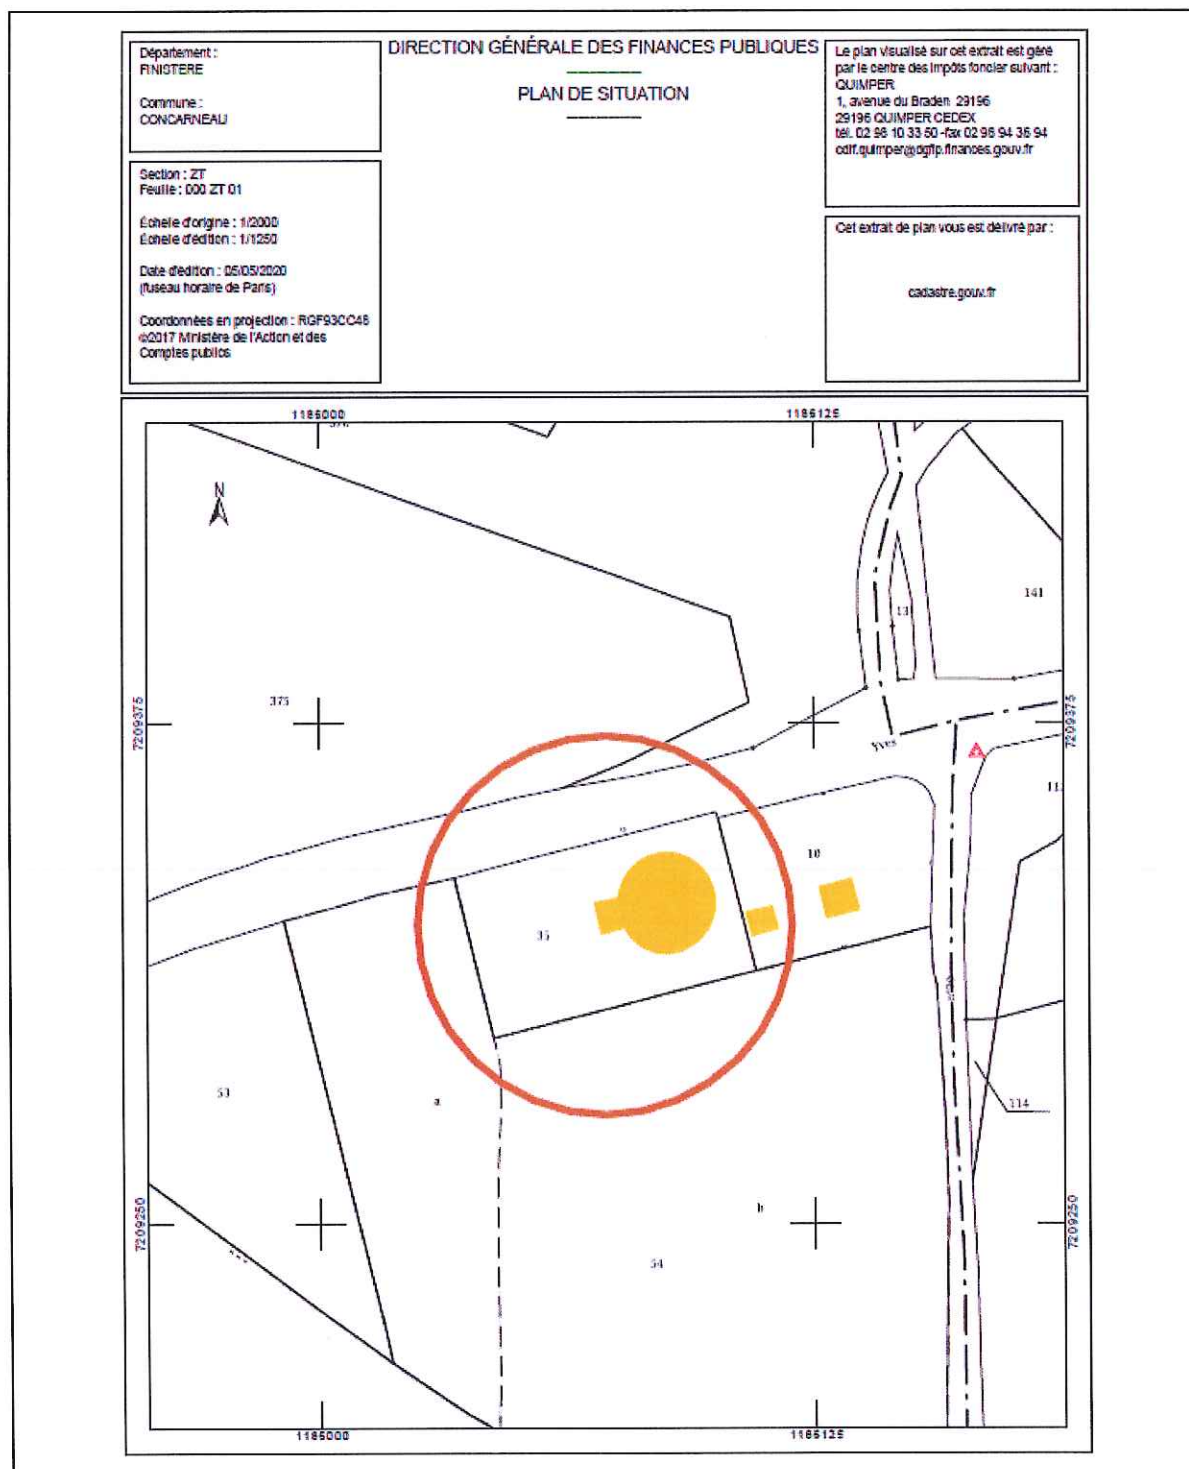 Département :
FINISTERE
Commune :
CONCARNEAU
Section : ZT
Feuille : 000 ZT 01
Échelle d'origine : 1/2000
Échelle d'édition : 1/1250
Date d'édition : 05/05/2020
(fuseau horaire de Paris)
Coordonnées en projection : RGF93CC48
©2017 Ministère de l'Action et des
Comptes publics
DIRECTION GÉNÉRALE DES FINANCES PUBLIQUES
PLAN DE SITUATION
Le plan visualisé sur cet extrait est géré
par le centre des impôts foncier suivant :
QUIMPER
1, avenue du Braden 29196
29196 QUIMPER CEDEX
tél. 02 98 10 33 50 -fax 02 98 94 36 94
cdif.quimper@dgfip.finances.gouv.fr
Cet extrait de plan vous est délivré par :
cadastre.gouv.fr
1185000
1185125
N
141
13
375
7209375
7209375
Yves
10
35
53
a
114
b
7209250
7209250
54
1185000
1185125